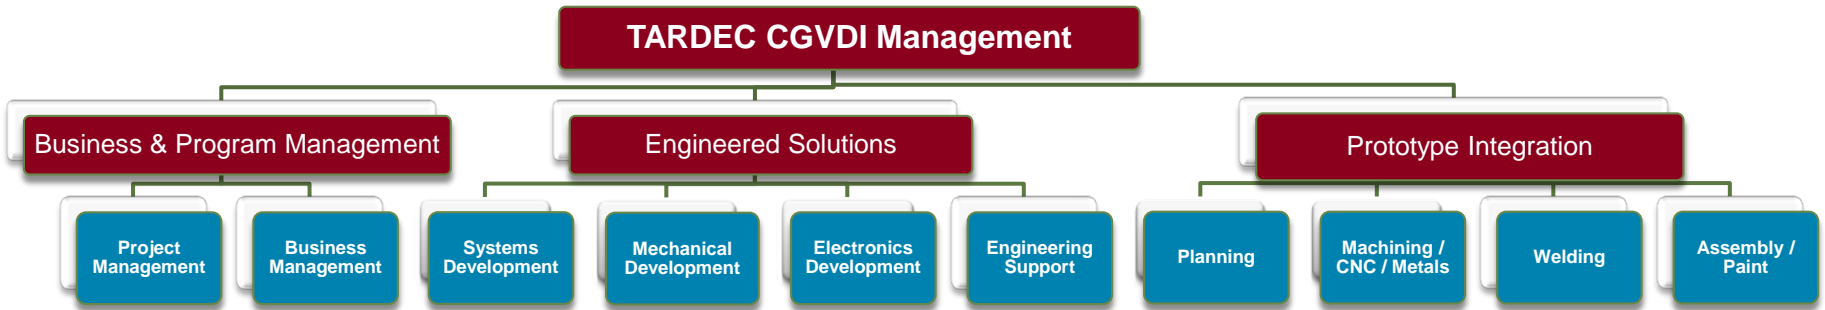 TARDEC CGVDI Management
Business & Program Management
Engineered Solutions
Prototype Integration
Project
Management
Business
Management
Systems
Development
Mechanical
Development
Electronics
Development
Engineering
Support
Planning
Machining /
CNC / Metals
Welding
Assembly /
Paint